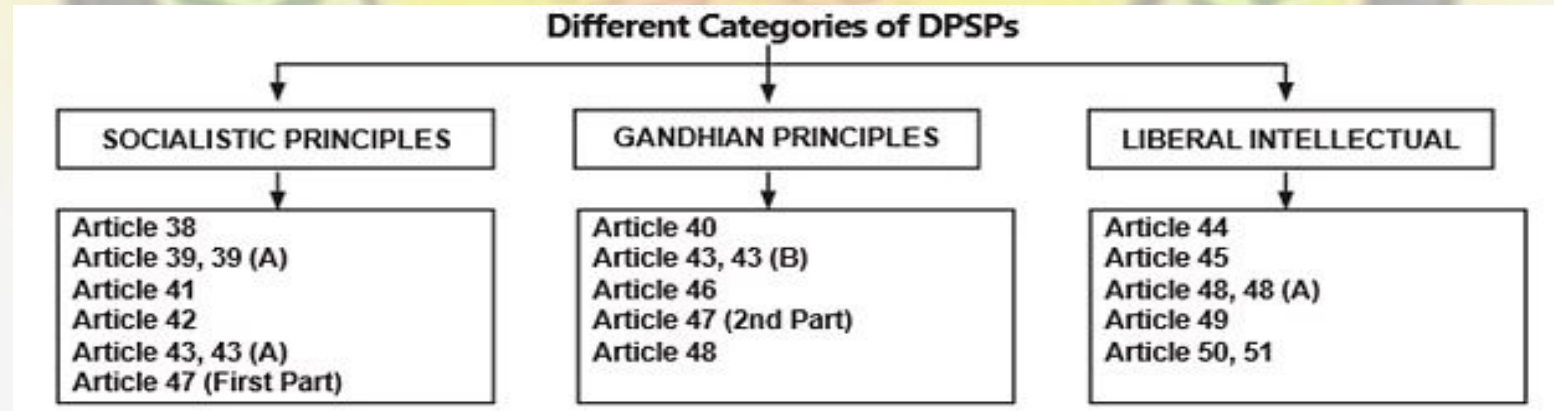 Different Categories of DPSPs
SOCIALISTIC PRINCIPLES
Article 38
Article 39, 39 (A)
Article 41
Article 42
Article 43, 43 (A)
Article 47 (First Part)
GANDHIAN PRINCIPLES
Article 40
Article 43, 43 (B)
Article 46
Article 47 (2nd Part)
Article 48
LIBERAL INTELLECTUAL
Article 44
Article 45
Article 48, 48 (A)
Article 49
Article 50, 51